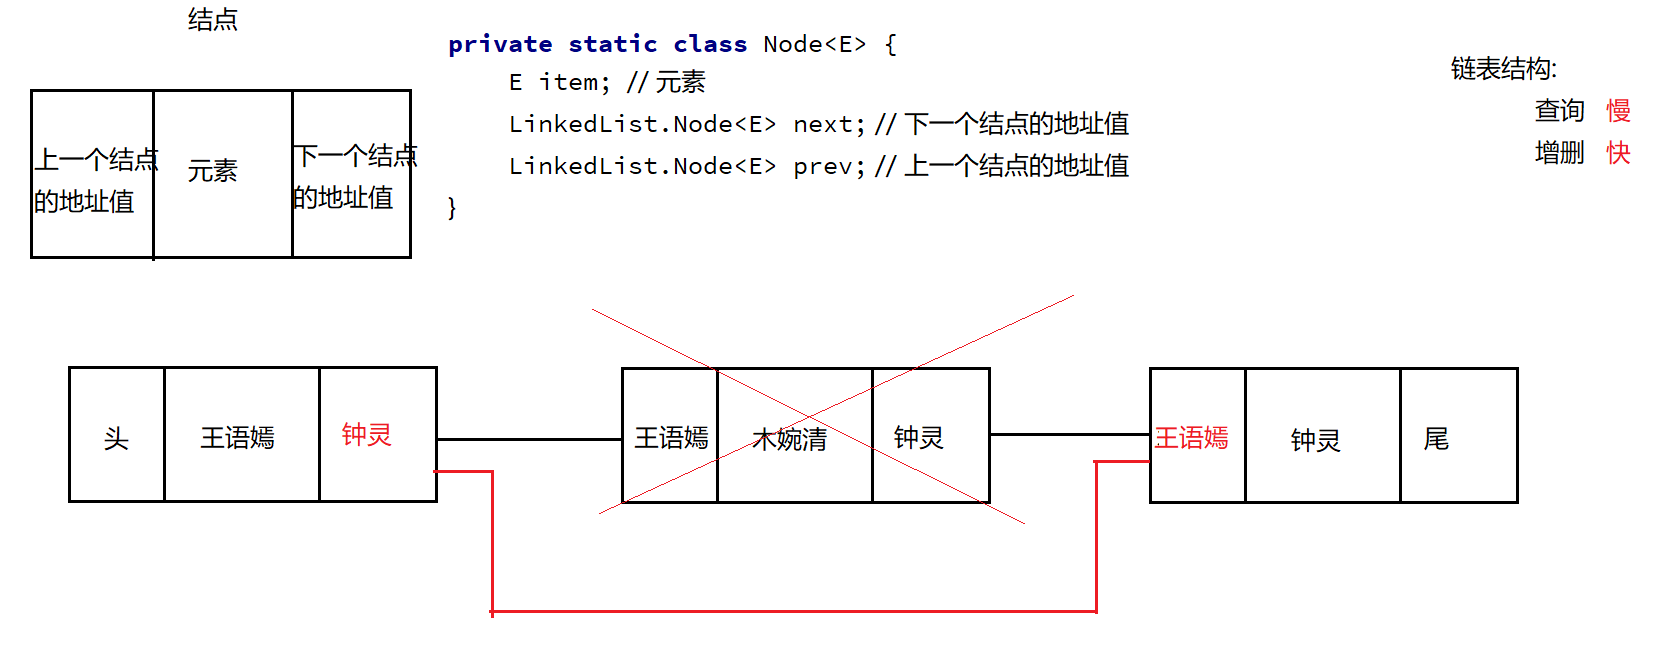 结点
上一个结点
的地址值
元素
下一个结点
的地址值
private static class Node<E> {
E item; // 元素
LinkedList.Node<E> next; // 下一个结点的地址值
LinkedList.Node<E> prev; // 上一个结点的地址值
}
链表结构:
查询 慢
增删 快
头 王语嫣 钟灵
王语嫣 木婉清 钟灵
王语嫣 钟灵 尾